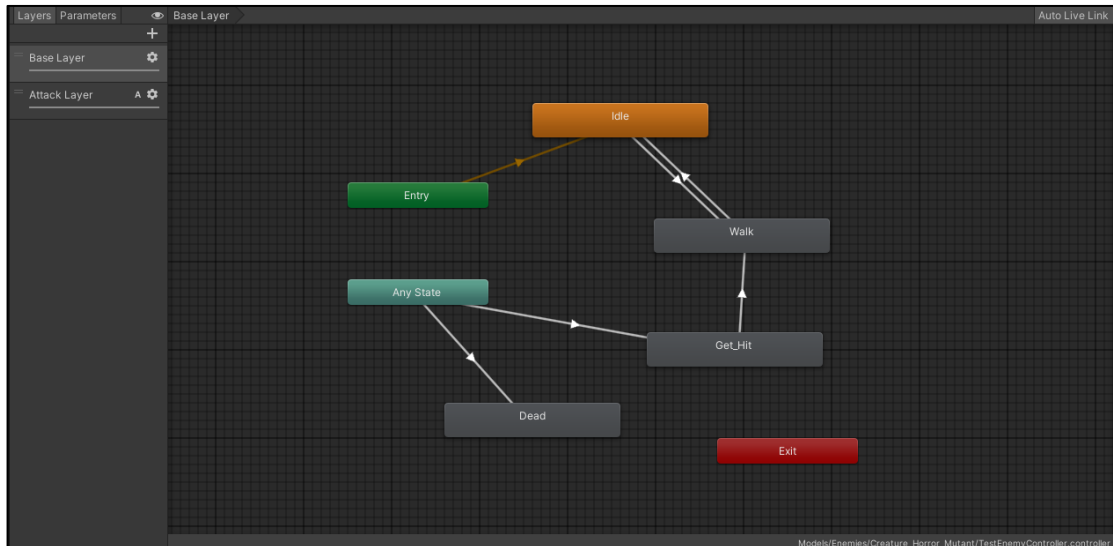 Layers Parameters Base Layer Auto Live Link
Base Layer
Attack Layer A
Idle
Entry
Walk
Any State
Get_Hit
Dead
Exit
Models/Enemies/Creature_Horror_Mutant/TestEnemyController.controller